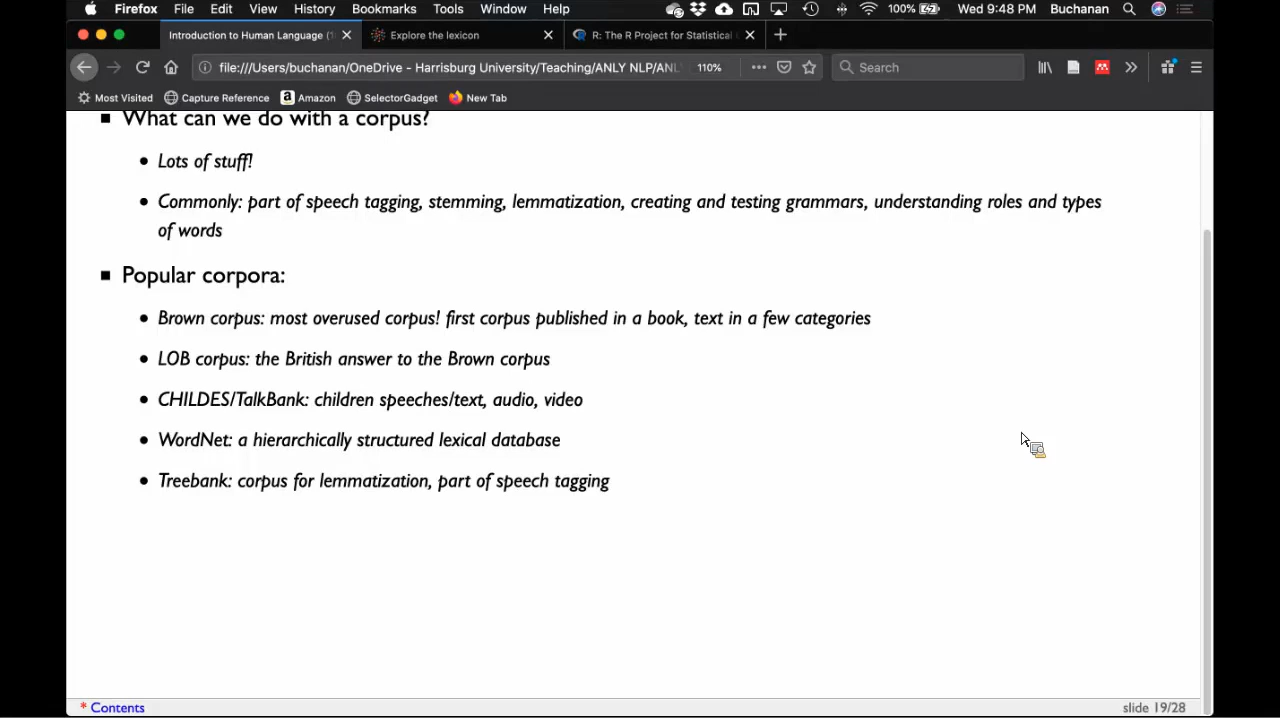 Firefox File Edit View History Bookmarks Tools Window Help 100% Wed 9:48 PM Buchanan
Introduction to Human Language (1 Explore the lexicon R: The R Project for Statistical
file:///Users/buchanan/OneDrive - Harrisburg University/Teaching/ANLY NLP/ANL 110% Search
Most Visited Capture Reference Amazon SelectorGadget New Tab
What can we do with a corpus?
Lots of stuff!
Commonly: part of speech tagging, stemming, lemmatization, creating and testing grammars, understanding roles and types
of words
Popular corpora:
Brown corpus: most overused corpus! first corpus published in a book, text in a few categories
LOB corpus: the British answer to the Brown corpus
CHILDES/TalkBank: children speeches/text, audio, video
WordNet: a hierarchically structured lexical database
Treebank: corpus for lemmatization, part of speech tagging
* Contents slide 19/28